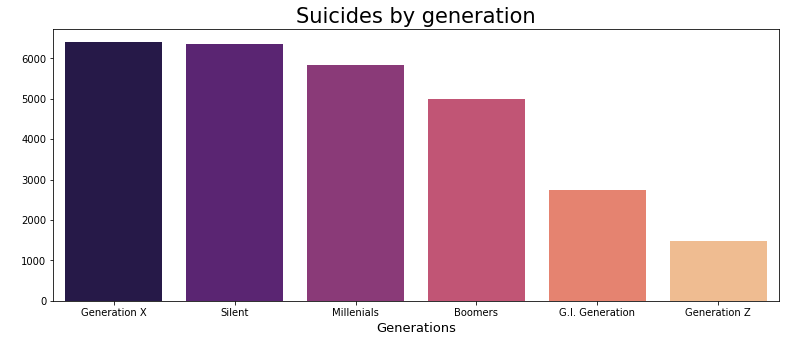 Suicides by generation
6000
5000
4000
3000
2000
1000
0
Generation X
Silent
Millenials
Boomers
G.I. Generation
Generation Z
Generations